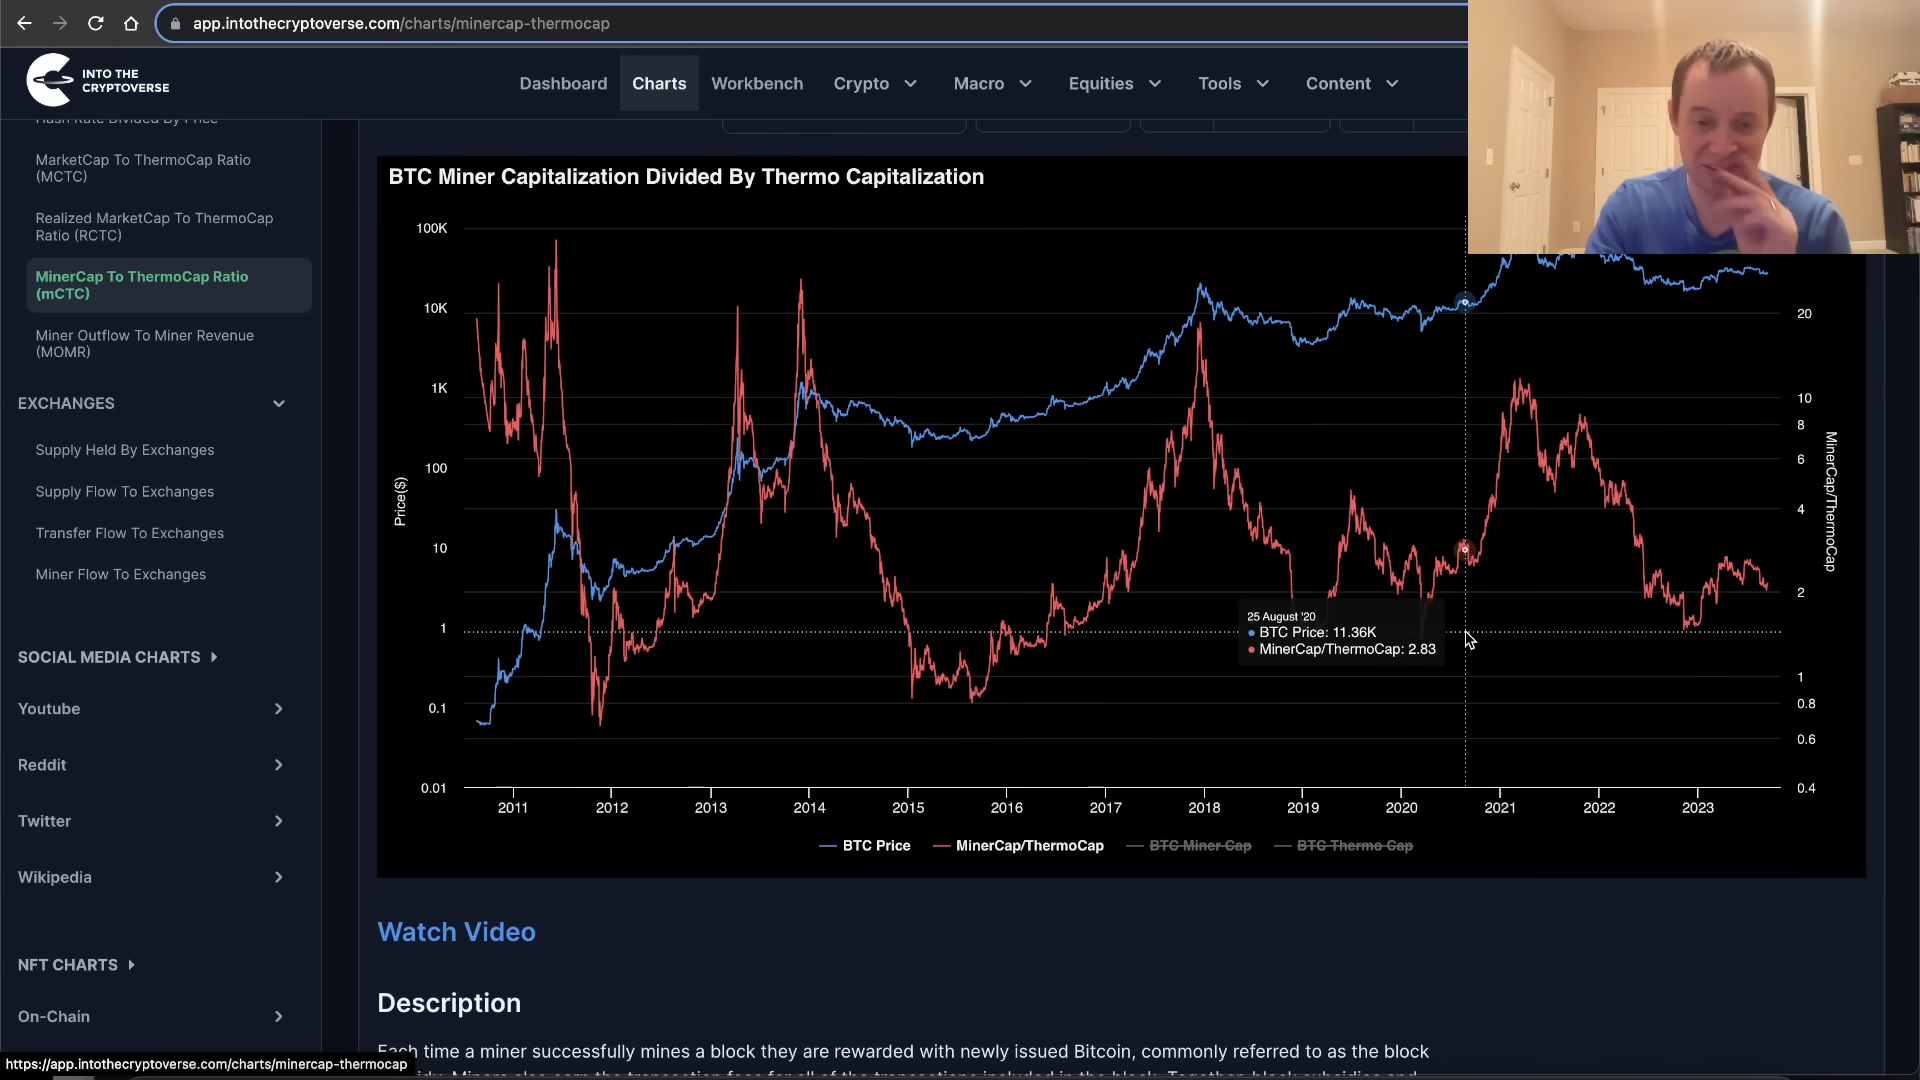 app.intothecryptoverse.com/charts/minercap-thermocap
INTO THE
CRYPTOVERSE
Dashboard
Charts
Workbench
Crypto
Macro
Equities
Tools
Content
Hash Rate Divided By Price
MarketCap To ThermoCap Ratio
(MCTC)
Realized MarketCap To ThermoCap
Ratio (RCTC)
MinerCap To ThermoCap Ratio
(mCTC)
Miner Outflow To Miner Revenue
(MOMR)
EXCHANGES
Supply Held By Exchanges
Supply Flow To Exchanges
Transfer Flow To Exchanges
Miner Flow To Exchanges
SOCIAL MEDIA CHARTS
Youtube
Reddit
Twitter
Wikipedia
NFT CHARTS
On-Chain
BTC Miner Capitalization Divided By Thermo Capitalization
100K
10K
1K
100
10
1
0.1
0.01
Price($)
20
10
8
6
4
2
1
0.8
0.6
0.4
MinerCap/ThermoCap
25 August '20
BTC Price: 11.36K
MinerCap/ThermoCap: 2.83
2011
2012
2013
2014
2015
2016
2017
2018
2019
2020
2021
2022
2023
BTC Price
MinerCap/ThermoCap
BTC Miner Cap
BTC Thermo Cap
Watch Video
Description
Each time a miner successfully mines a block they are rewarded with newly issued Bitcoin, commonly referred to as the block
https://app.intothecryptoverse.com/charts/minercap-thermocap